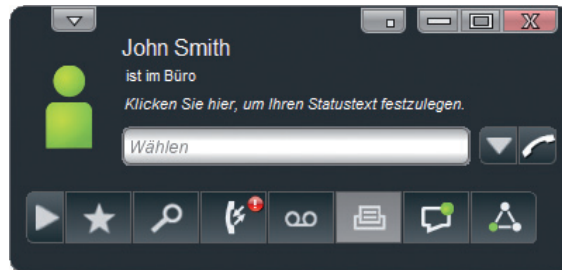 John Smith
ist im Büro
Klicken Sie hier, um Ihren Statustext festzulegen.
Wählen